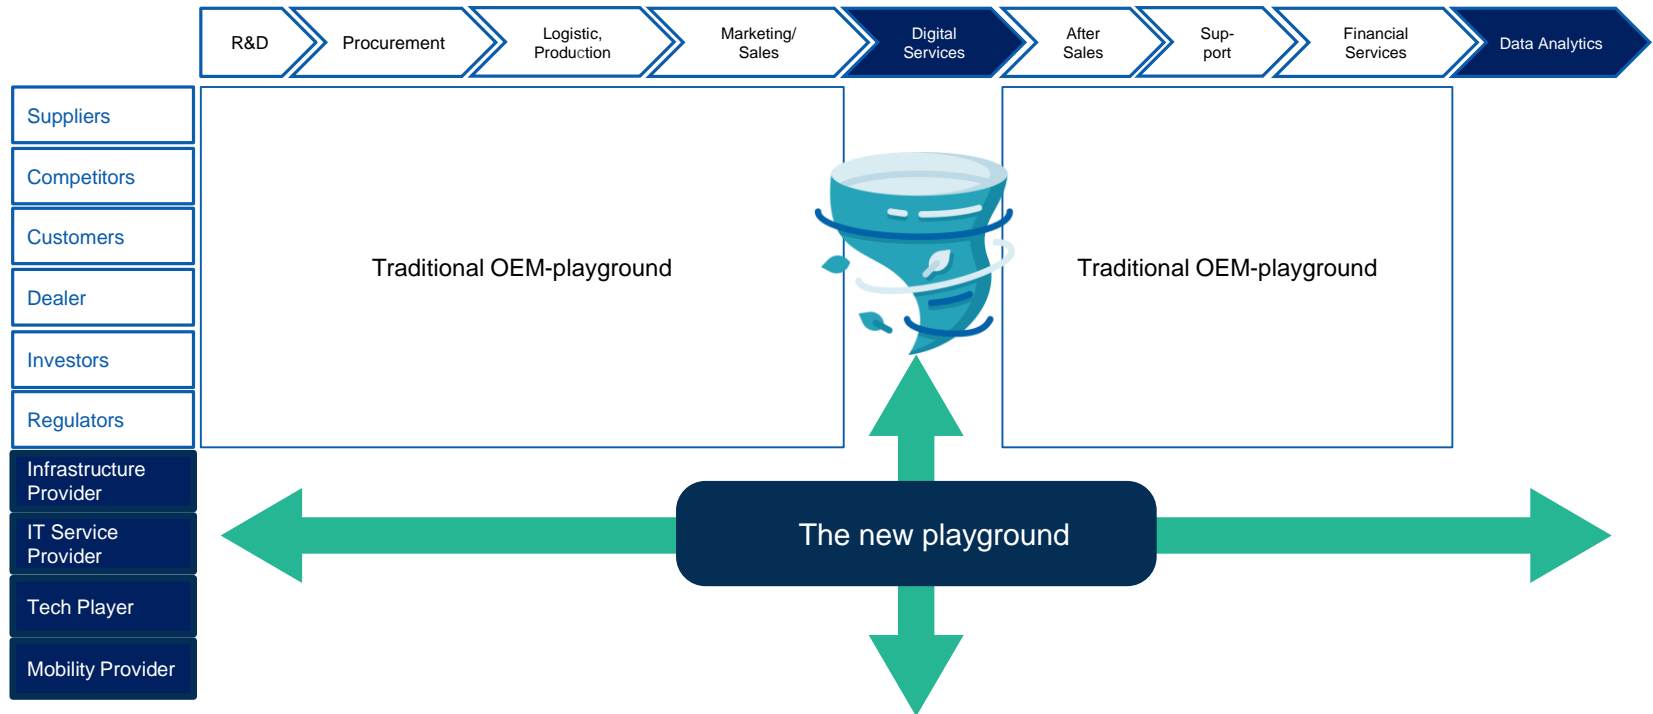 R&D
Procurement
Logistic,
Production
Marketing/
Sales
Digital
Services
After
Sales
Sup-
port
Financial
Services
Data Analytics
Suppliers
Competitors
Customers
Dealer
Investors
Regulators
Infrastructure
Provider
IT Service
Provider
Tech Player
Mobility Provider
Traditional OEM-playground
Traditional OEM-playground
The new playground